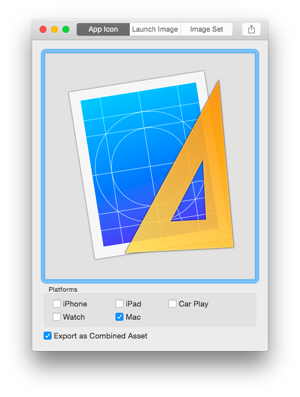 App Icon Launch Image Image Set
Platforms
iPhone iPad Car Play
Watch Mac
Export as Combined Asset